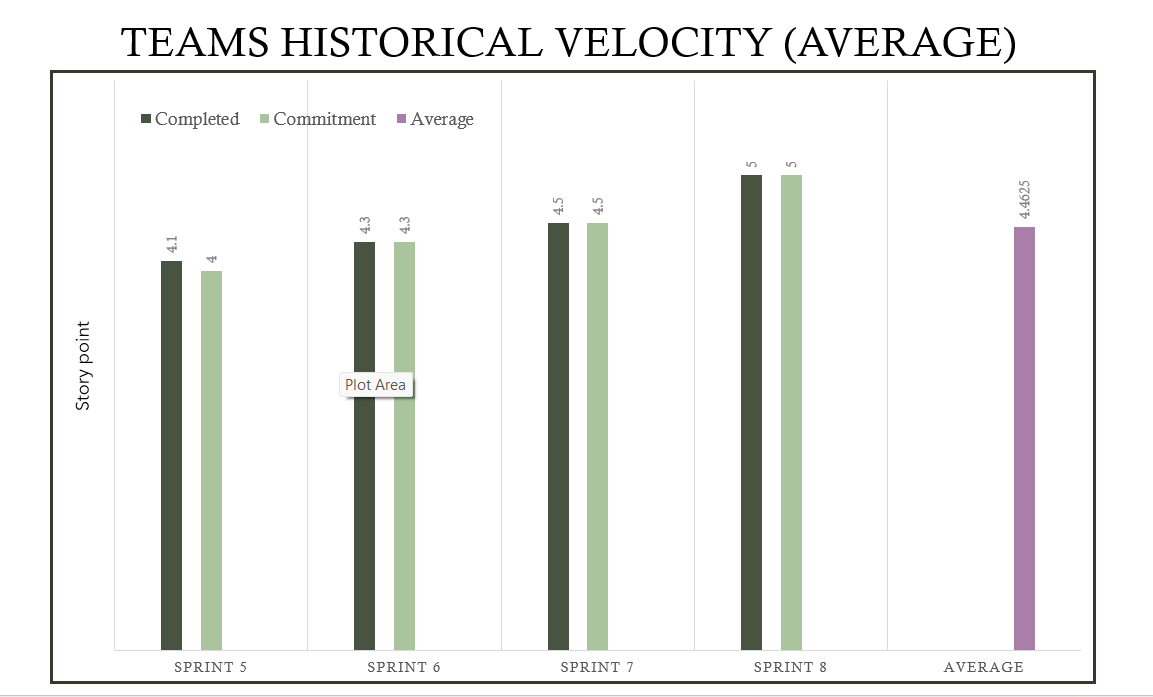 TEAMS HISTORICAL VELOCITY (AVERAGE)
Completed Commitment Average
Story point
4.1 4 4.3 4.3 4.5 4.5 5 5 4.4625
Plot Area
SPRINT 5 SPRINT 6 SPRINT 7 SPRINT 8 AVERAGE